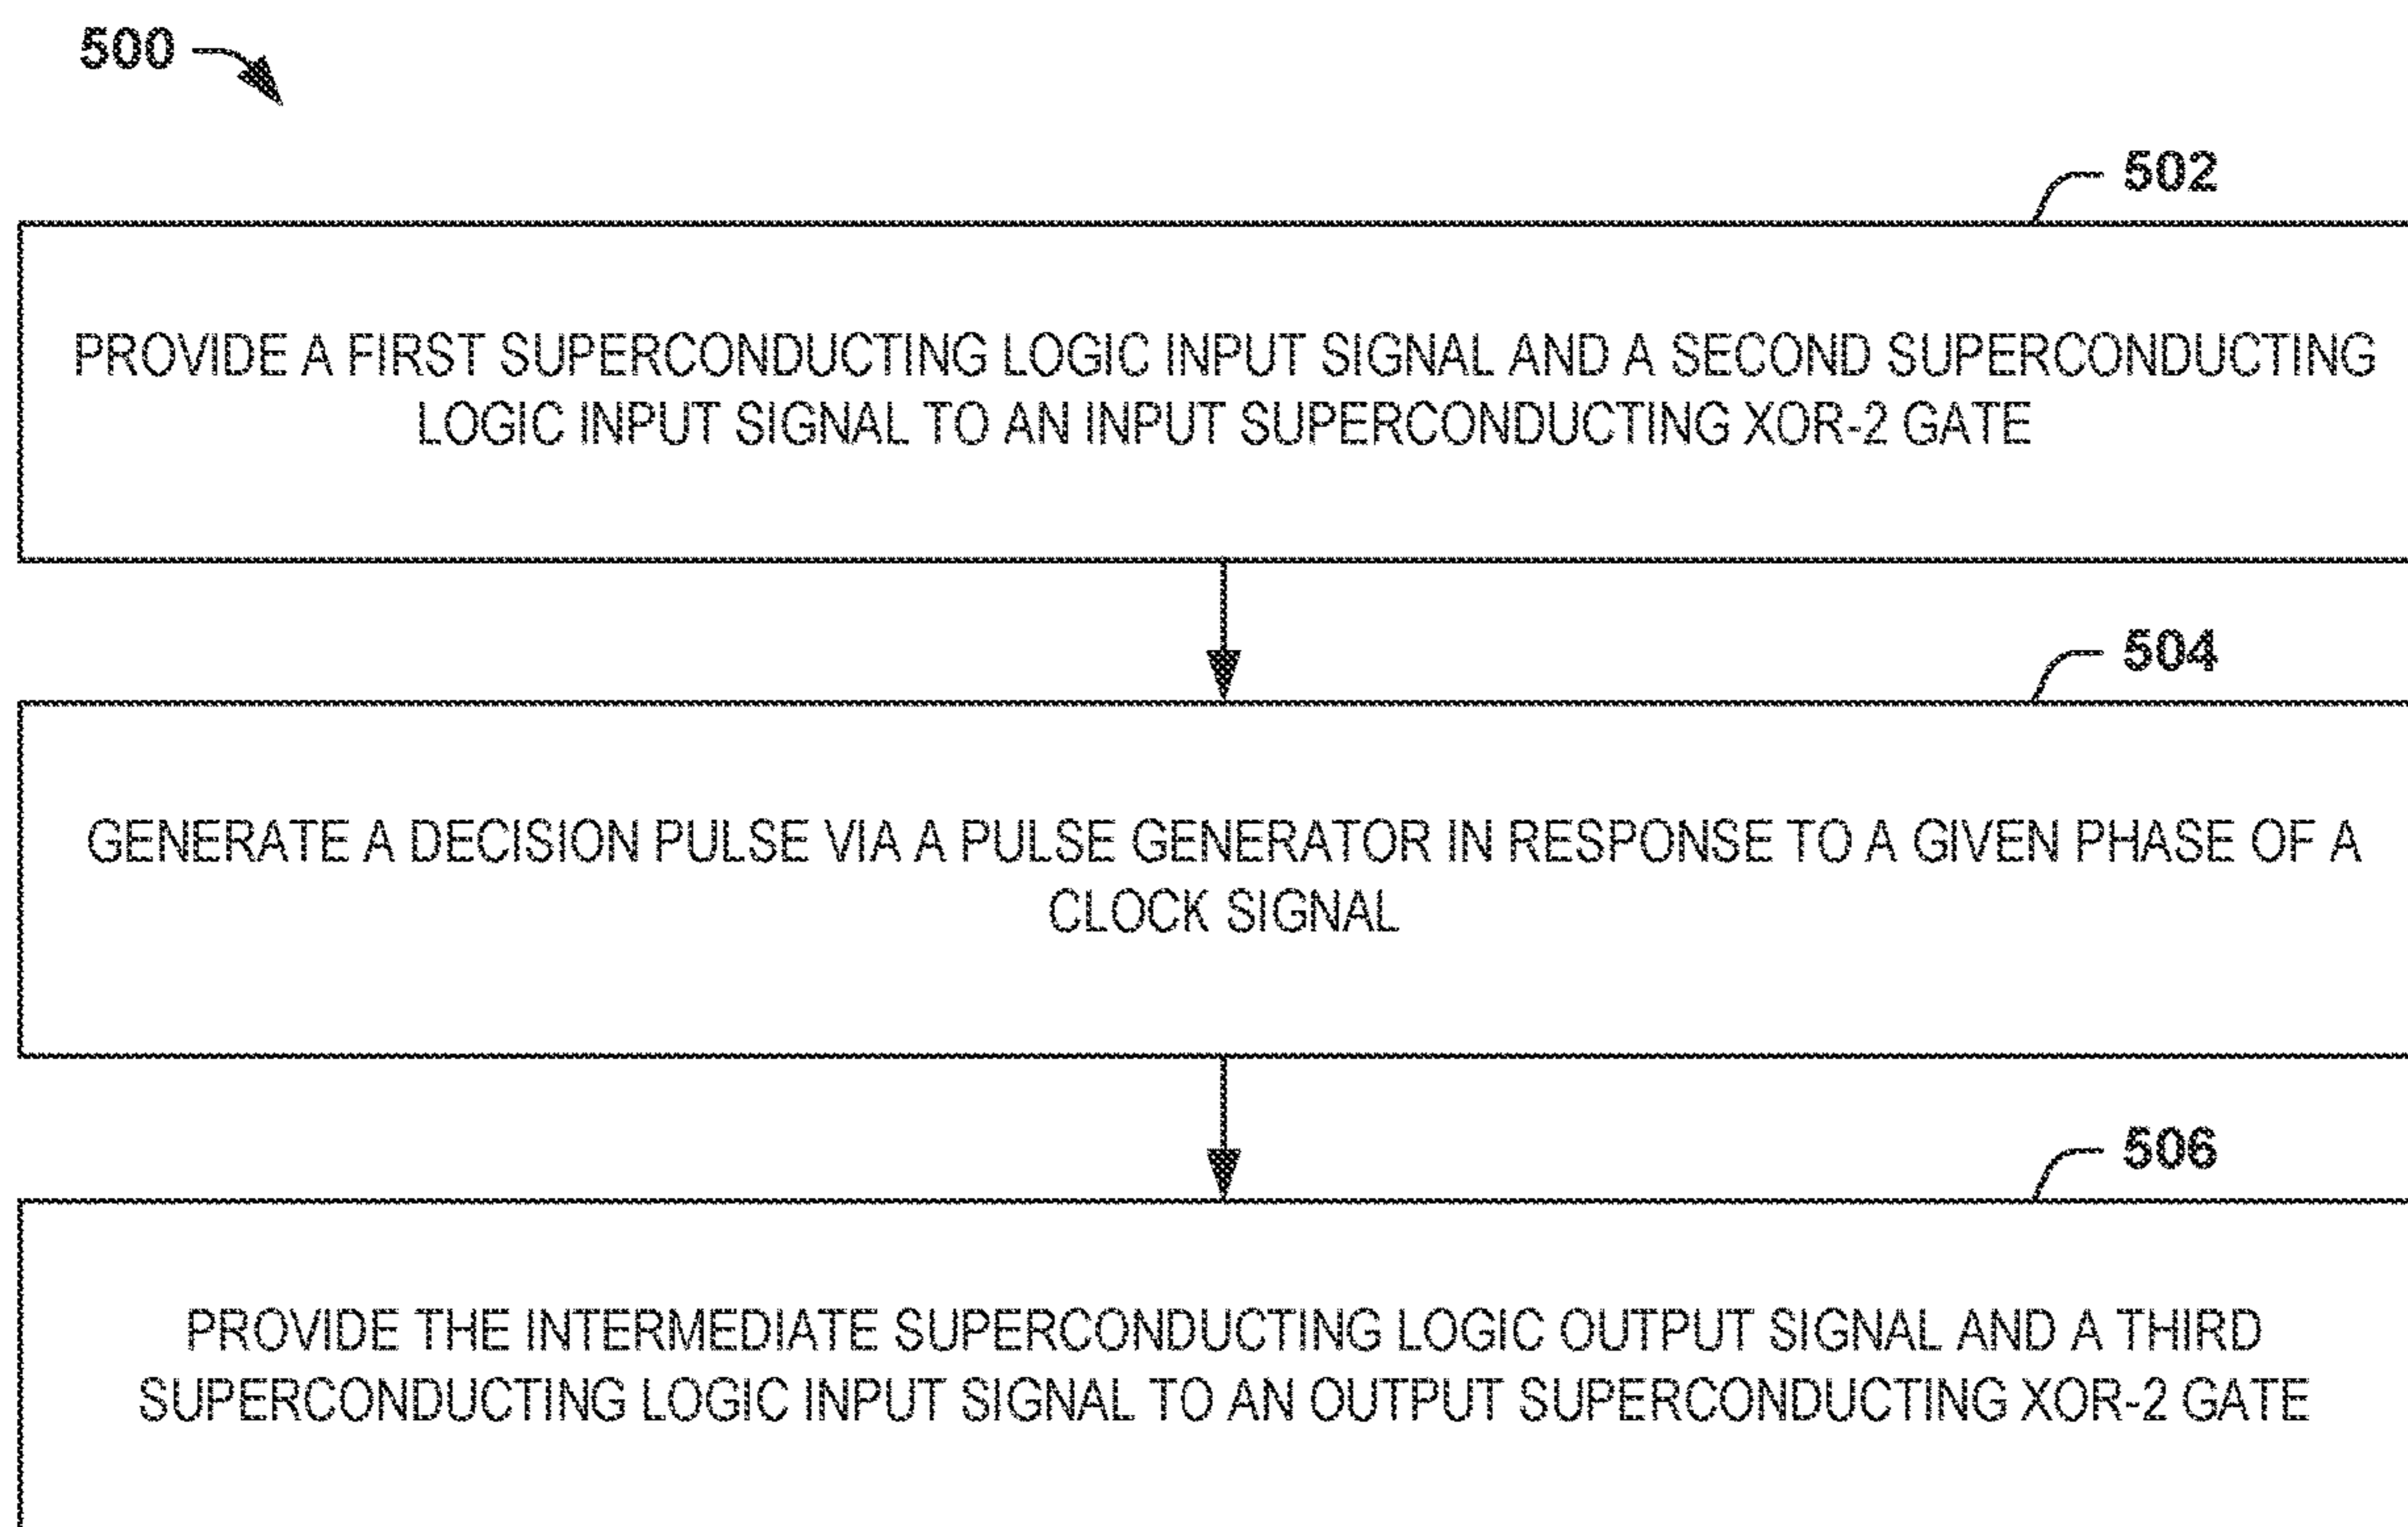 500
502
PROVIDE A FIRST SUPERCONDUCTING LOGIC INPUT SIGNAL AND A SECOND SUPERCONDUCTING
LOGIC INPUT SIGNAL TO AN INPUT SUPERCONDUCTING XOR-2 GATE
504
GENERATE A DECISION PULSE VIA A PULSE GENERATOR IN RESPONSE TO A GIVEN PHASE OF A
CLOCK SIGNAL
506
PROVIDE THE INTERMEDIATE SUPERCONDUCTING LOGIC OUTPUT SIGNAL AND A THIRD
SUPERCONDUCTING LOGIC INPUT SIGNAL TO AN OUTPUT SUPERCONDUCTING XOR-2 GATE